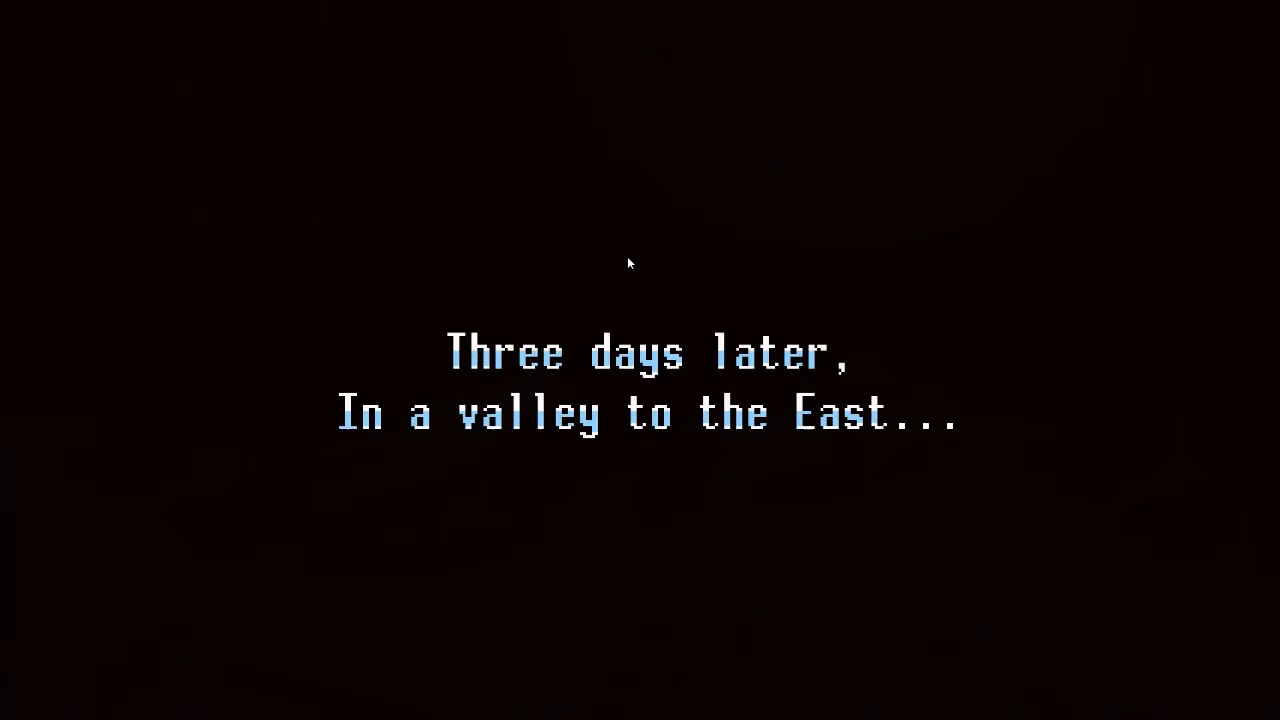 Three days later,
In a valley to the East...